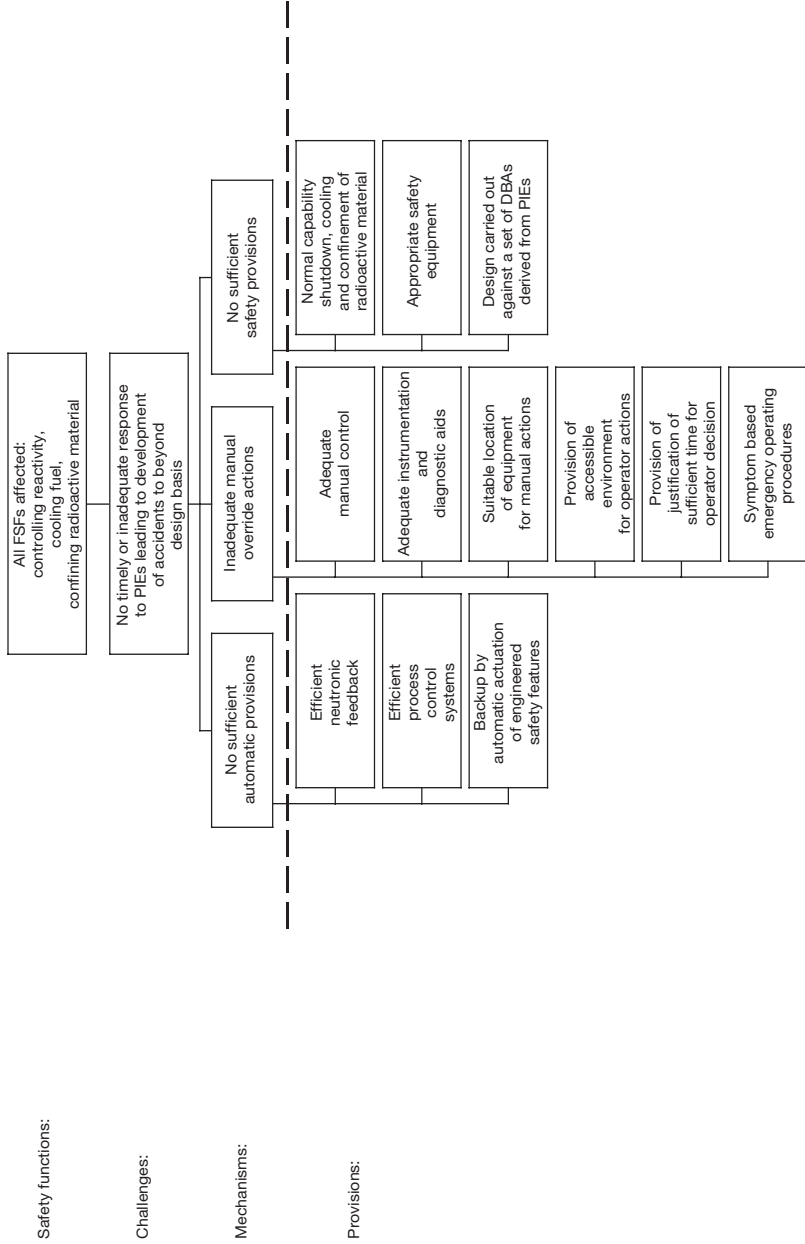 Safety functions:
All FSFs affected:
controlling reactivity,
cooling fuel,
confining radioactive material
Challenges:
No timely or inadequate response
to PIEs leading to development
of accidents to beyond
design basis
Mechanisms:
No sufficient
automatic provisions
Inadequate manual
override actions
No sufficient
safety provisions
Provisions:
Efficient
neutronic
feedback
Efficient
process
control
systems
Backup by
automatic actuation
of engineered
safety features
Adequate
manual control
Adequate instrumentation
and
diagnostic aids
Suitable location
of equipment
for manual actions
Provision of
accessible
environment
for operator actions
Provision of
justification of
sufficient time for
operator decision
Symptom based
emergency operating
procedures
Normal capability
shutdown, cooling
and confinement of
radioactive material
Appropriate safety
equipment
Design carried out
against a set of DBAs
derived from PIEs